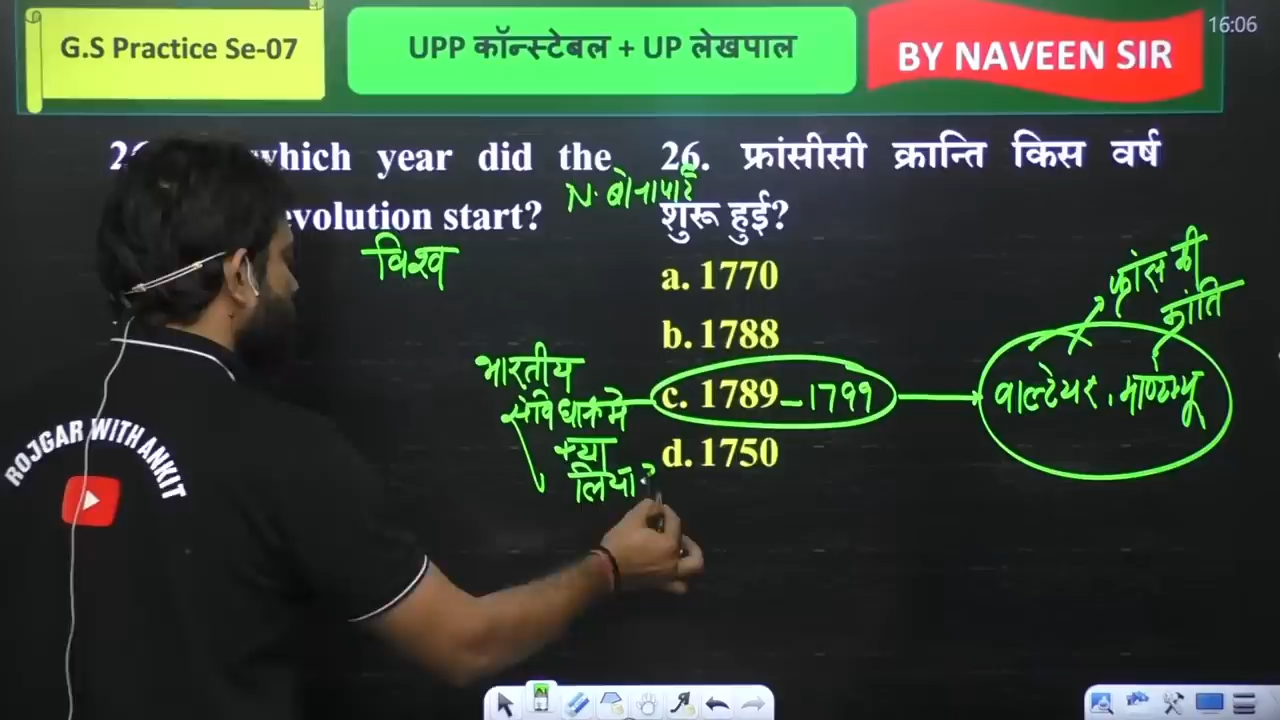 G.S Practice Se-07
UPP कॉन्स्टेबल + UP लेखपाल
BY NAVEEN SIR
16:06
which year did the
evolution start?
26. फ्रांसीसी क्रान्ति किस वर्ष
शुरू हुई?
N. बोनापार्ट
विश्व
a. 1770
b. 1788
c. 1789 - 1799
d. 1750
भारतीय
संविधान मे
क्या
लिया
वाल्टेयर, माण्टेस्क्यू
फ्रांस की
क्रांति
ROJGAR WITH ANKIT